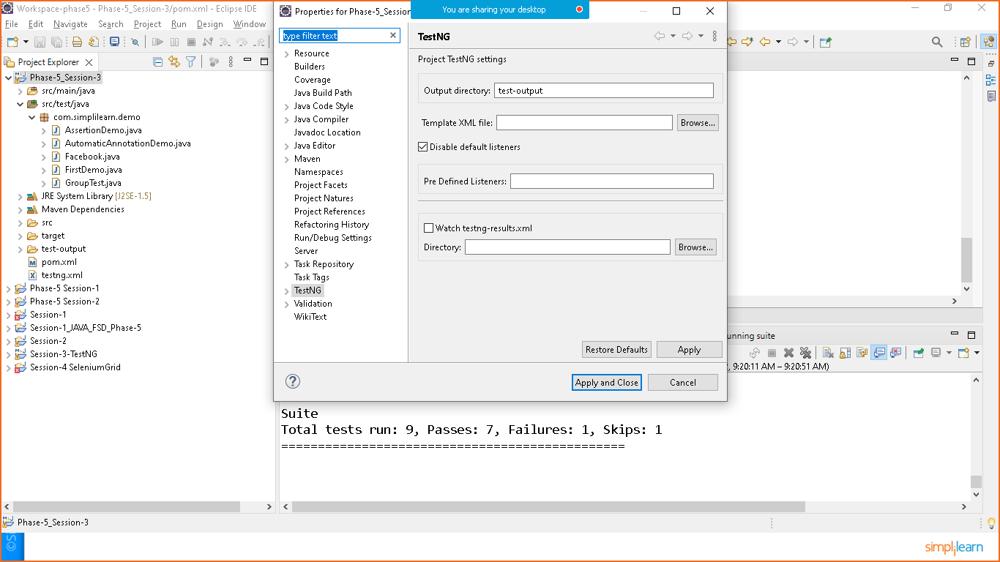 Workspace-phase5 - Phase-5_Session-3/pom.xml - Eclipse IDE
File Edit Navigate Search Project Run Design Window
Project Explorer
Phase-5_Session-3
src/main/java
src/test/java
com.simplilearn.demo
AssertionDemo.java
AutomaticAnnotationDemo.java
Facebook.java
FirstDemo.java
GroupTest.java
JRE System Library [J2SE-1.5]
Maven Dependencies
src
target
test-output
pom.xml
testng.xml
Phase-5 Session-1
Phase-5 Session-2
Session-1
Session-1_JAVA_FSD_Phase-5
Session-2
Session-3-TestNG
Session-4 SeleniumGrid
Properties for Phase-5_Session
You are sharing your desktop
type filter text
Resource
Builders
Coverage
Java Build Path
Java Code Style
Java Compiler
Javadoc Location
Java Editor
Maven
Namespaces
Project Facets
Project Natures
Project References
Refactoring History
Run/Debug Settings
Server
Task Repository
Task Tags
TestNG
Validation
WikiText
TestNG
Project TestNG settings
Output directory: test-output
Template XML file: Browse...
Disable default listeners
Pre Defined Listeners:
Watch testng-results.xml
Directory: Browse...
Restore Defaults Apply
Apply and Close Cancel
unning suite
, 9:20:11 AM – 9:20:51 AM)
Suite
Total tests run: 9, Passes: 7, Failures: 1, Skips: 1
===============================================
Phase-5_Session-3
©S
simplilearn